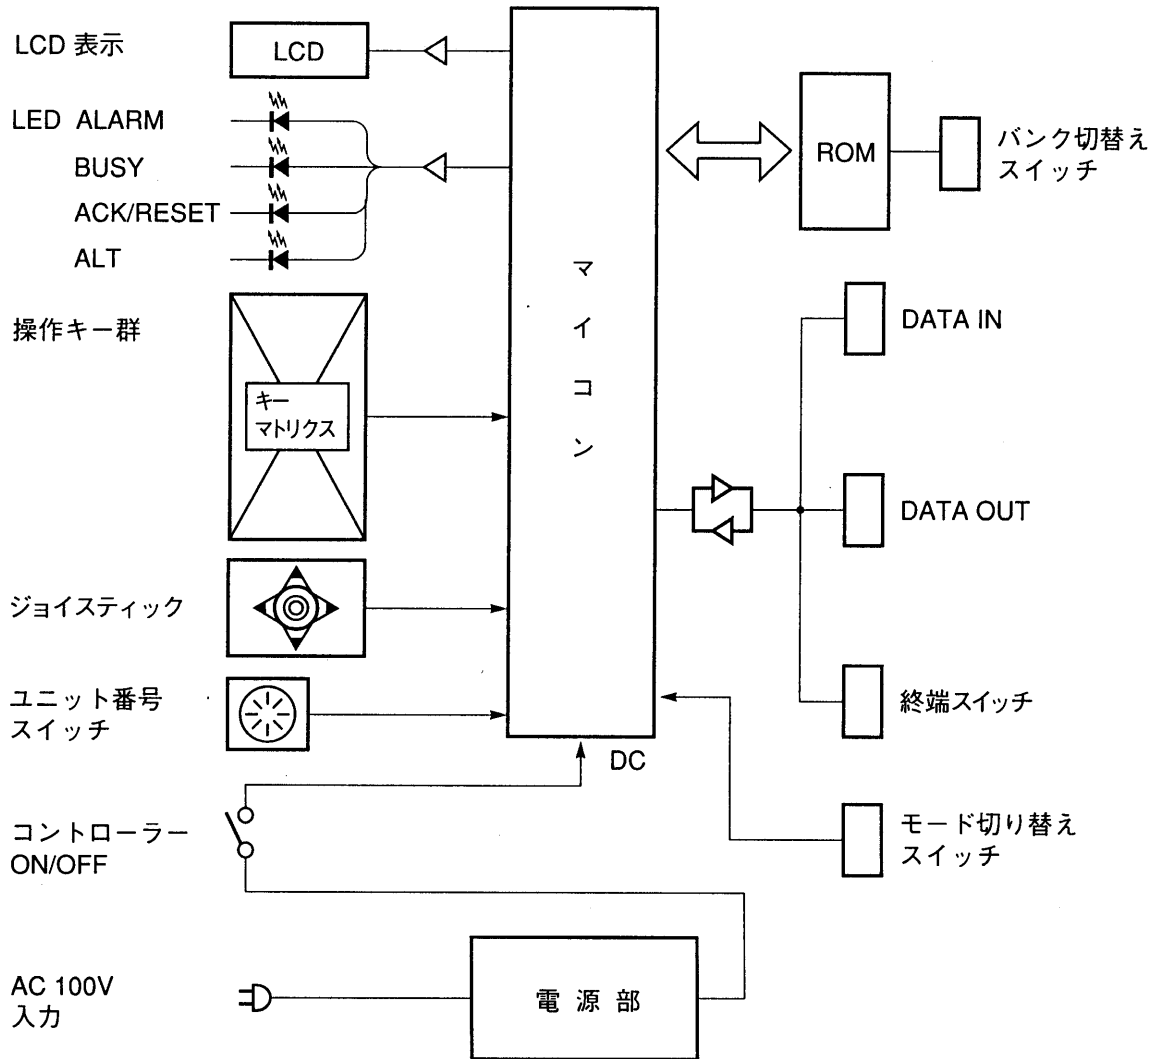 LCD 表示
LCD
LED ALARM
BUSY
ACK/RESET
ALT
操作キー群
キー
マトリクス
ジョイスティック
ユニット番号
スイッチ
コントローラー
ON/OFF
AC 100V
入力
電源部
マイコン
DC
ROM
バンク切替え
スイッチ
DATA IN
DATA OUT
終端スイッチ
モード切り替え
スイッチ